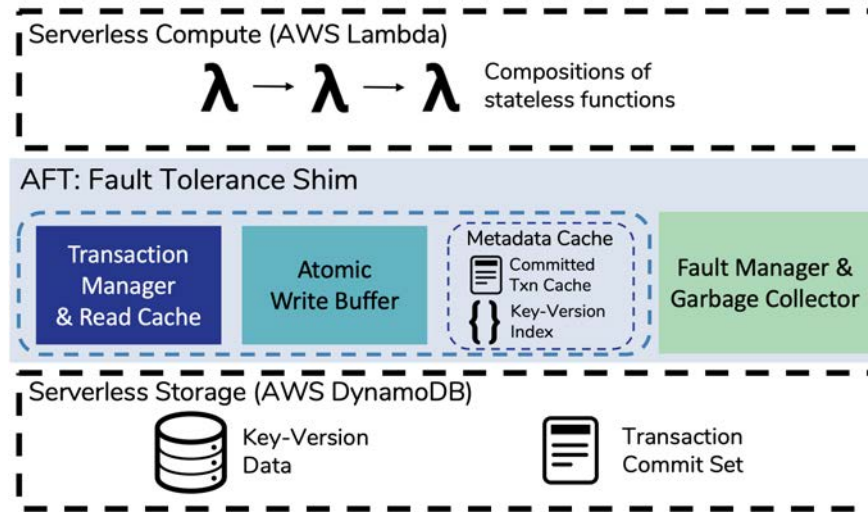 Serverless Compute (AWS Lambda)
λ → λ → λ
Compositions of
stateless functions
AFT: Fault Tolerance Shim
Transaction
Manager
& Read Cache
Atomic
Write Buffer
Metadata Cache
Committed
Txn Cache
{} Key-Version
Index
Fault Manager &
Garbage Collector
Serverless Storage (AWS DynamoDB)
Key-Version
Data
Transaction
Commit Set